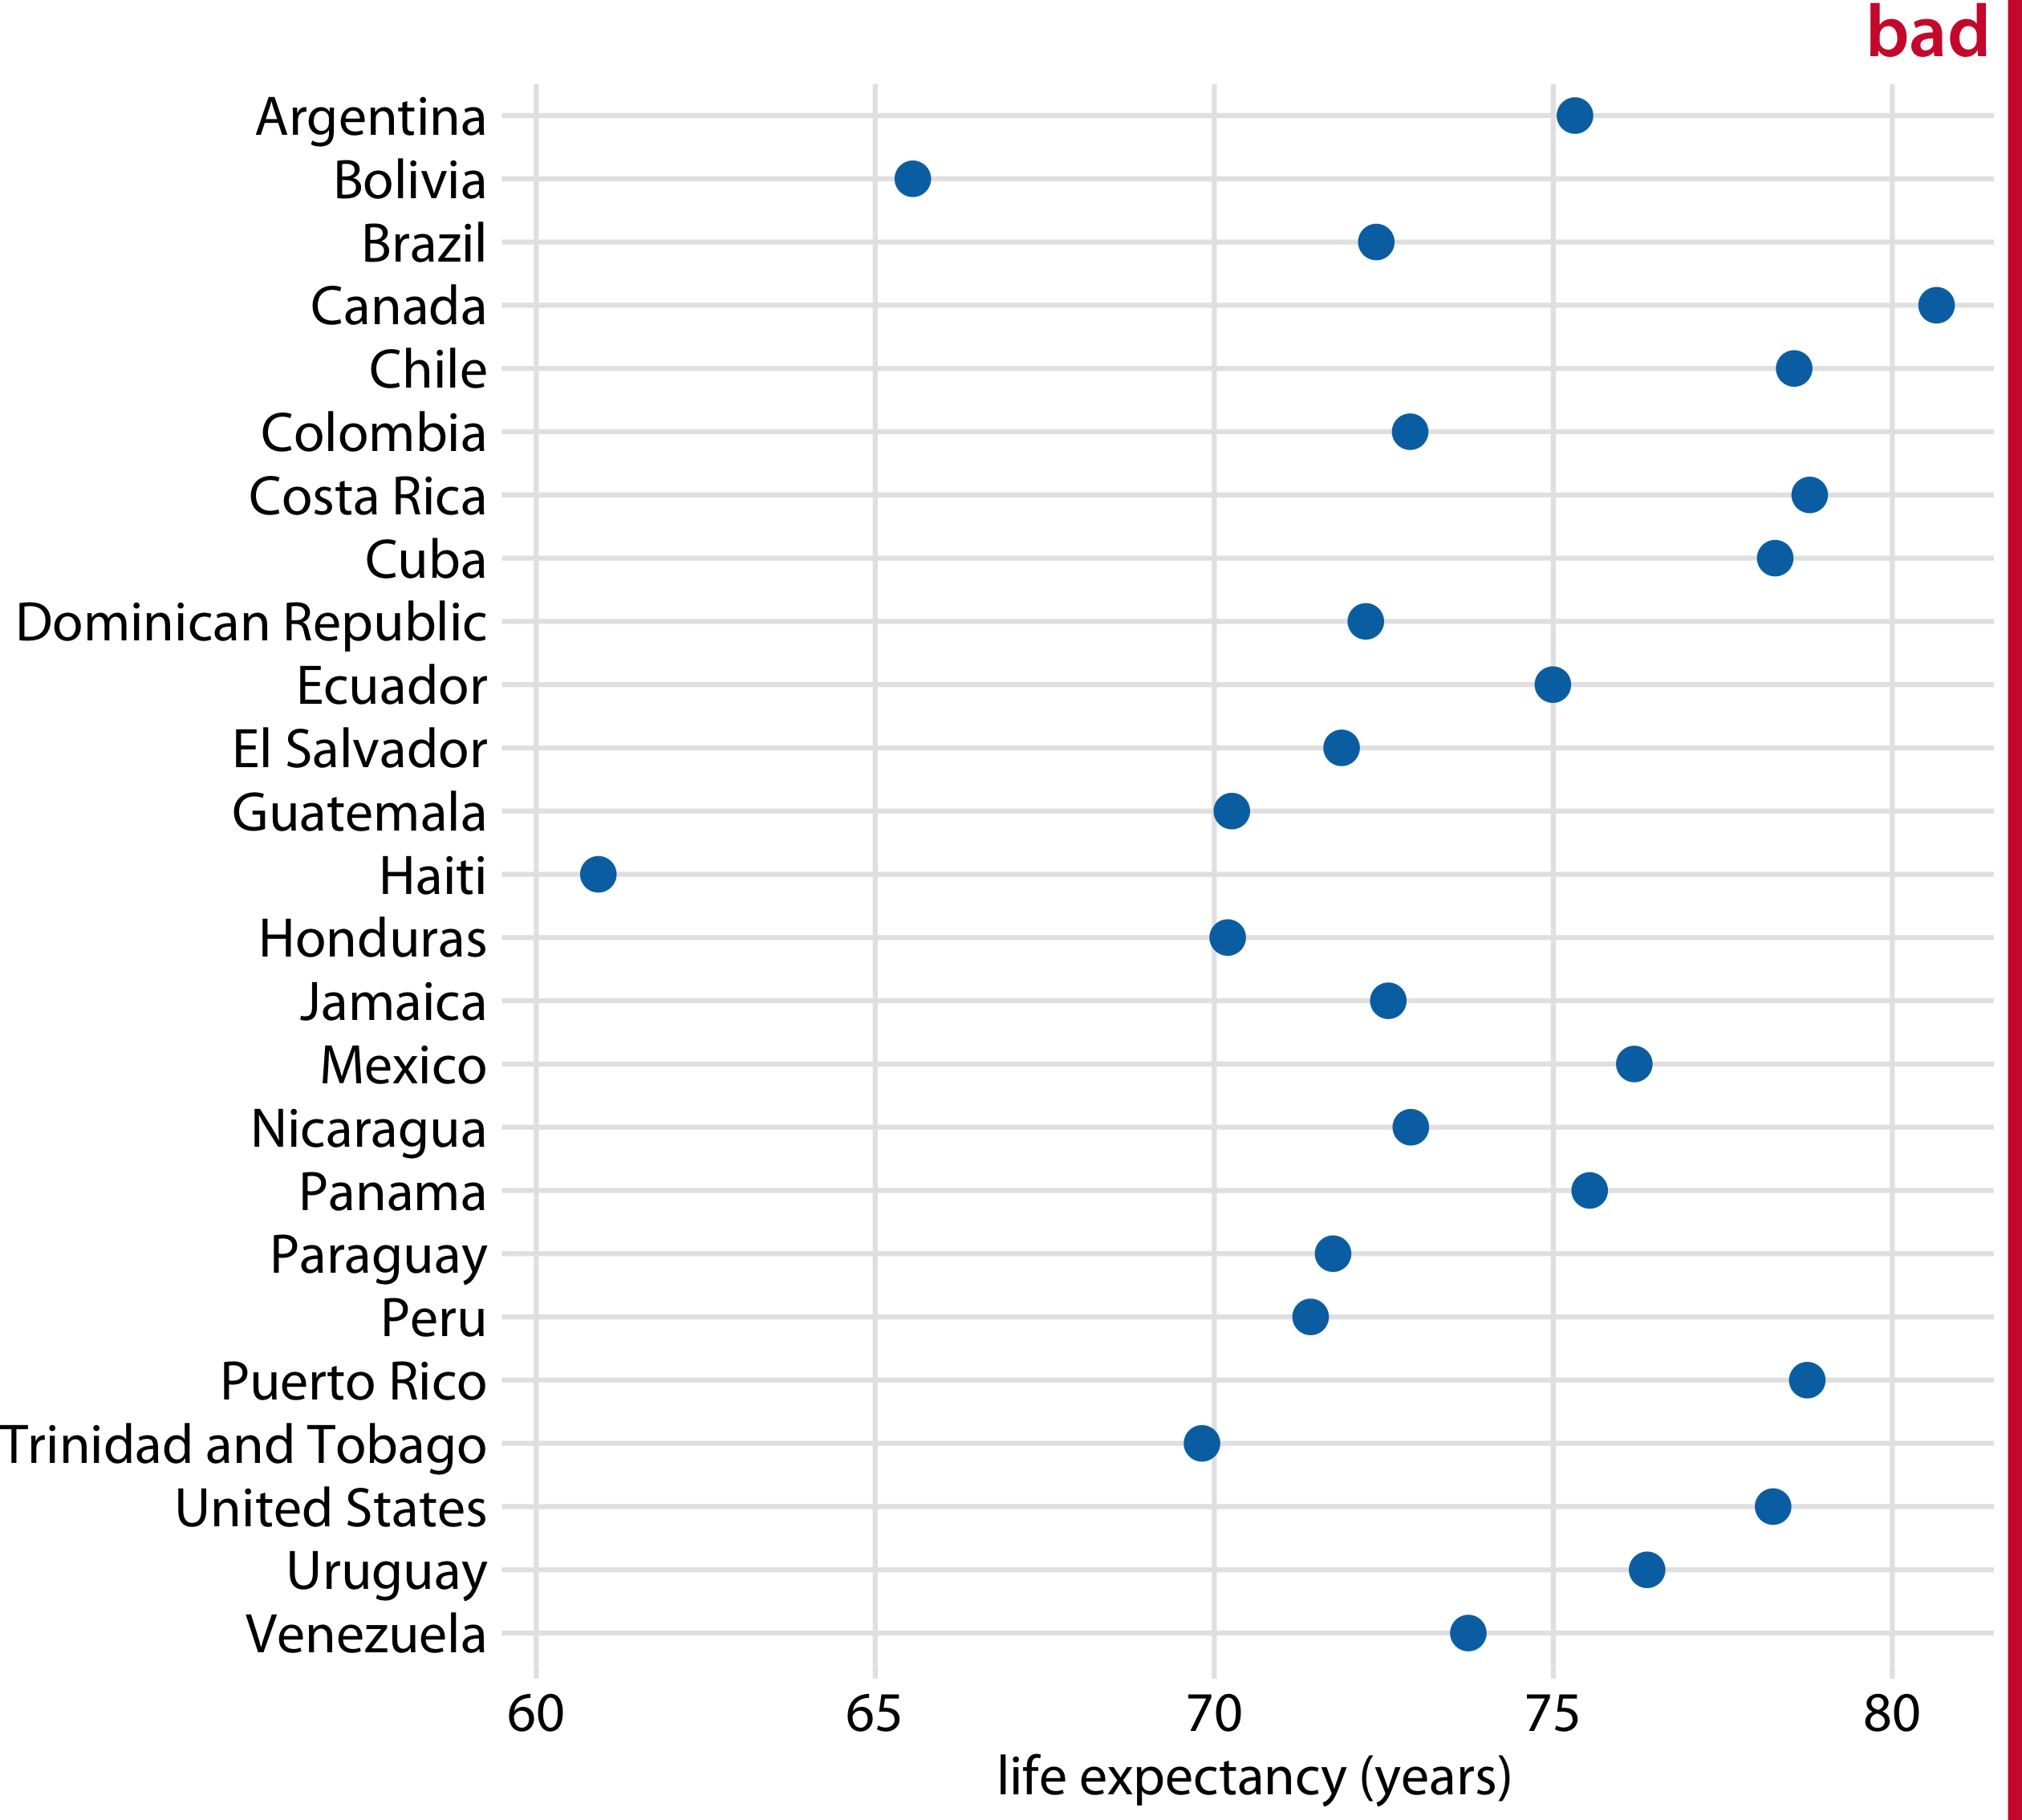 bad
Argentina
Bolivia
Brazil
Canada
Chile
Colombia
Costa Rica
Cuba
Dominican Republic
Ecuador
El Salvador
Guatemala
Haiti
Honduras
Jamaica
Mexico
Nicaragua
Panama
Paraguay
Peru
Puerto Rico
Trinidad and Tobago
United States
Uruguay
Venezuela
60 65 70 75 80
life expectancy (years)